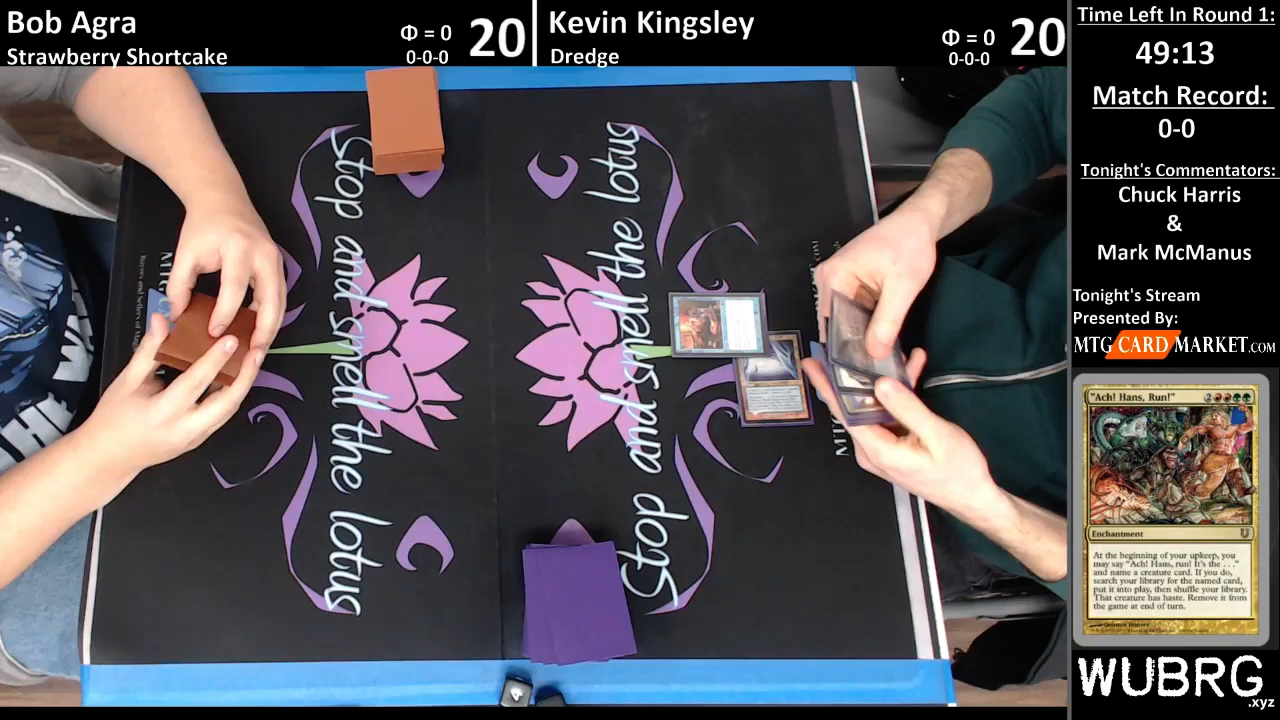 Bob Agra
Strawberry Shortcake
Φ = 0
0-0-0
20
Kevin Kingsley
Dredge
Φ = 0
0-0-0
20
Time Left In Round 1:
49:13
Match Record:
0-0
Tonight's Commentators:
Chuck Harris
&
Mark McManus
Tonight's Stream
Presented By:
MTG CARD MARKET.COM
"Ach! Hans, Run!"
2
Enchantment
At the beginning of your upkeep, you
may say "Ach! Hans, run! It's the . . ."
and name a creature card. If you do,
search your library for the named card,
put it into play, then shuffle your library.
That creature has haste. Remove it from
the game at end of turn.
WUBRG
.xyz
Stop and smell the lotus
Stop and smell the lotus
4